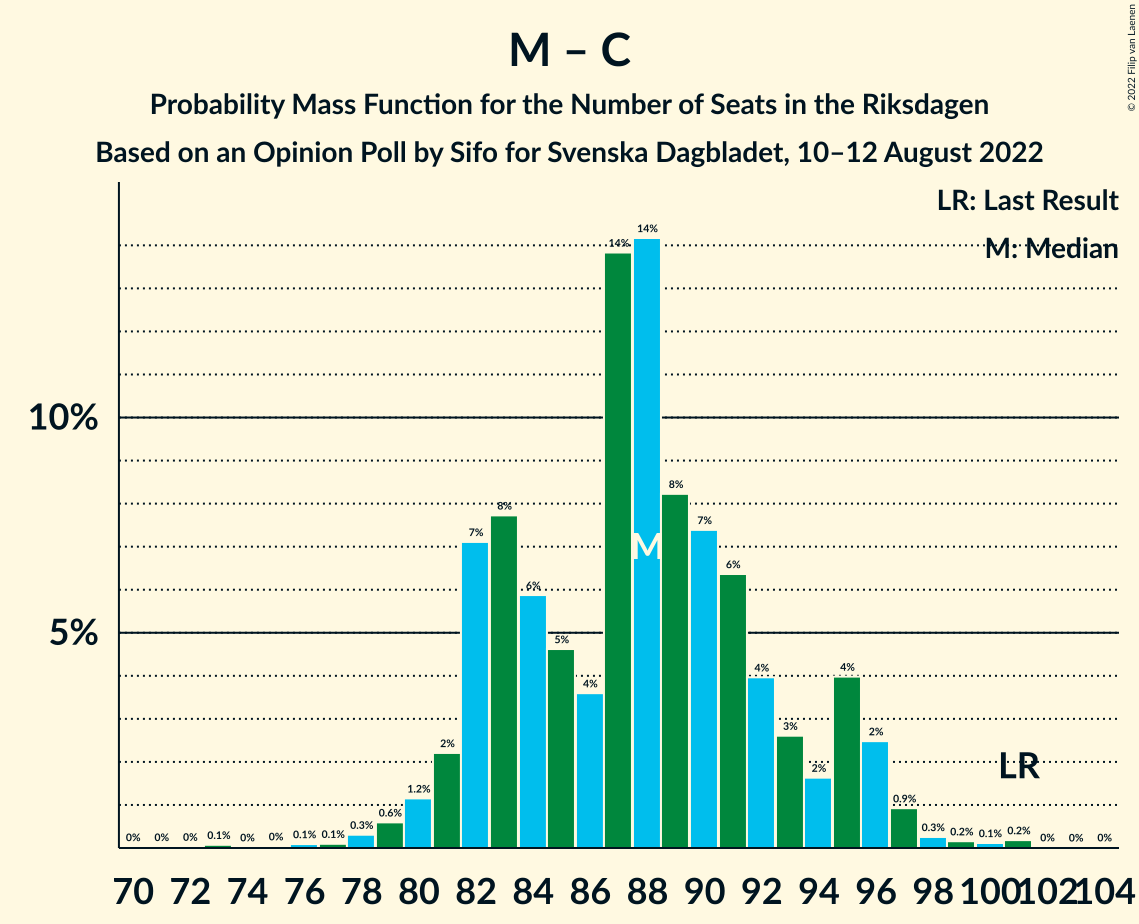 © 2022 Filip van Laenen
M – C
Probability Mass Function for the Number of Seats in the Riksdagen
Based on an Opinion Poll by Sifo for Svenska Dagbladet, 10–12 August 2022
LR: Last Result
M: Median
10%
5%
0% 0% 0% 0.1% 0% 0% 0.1% 0.1% 0.3% 0.6% 1.2% 2% 7% 8% 6% 5% 4% 14% 14% 8% 7% 6% 4% 3% 2% 4% 2% 0.9% 0.3% 0.2% 0.1% 0.2% 0% 0% 0%
M
LR
70 72 74 76 78 80 82 84 86 88 90 92 94 96 98 100 102 104